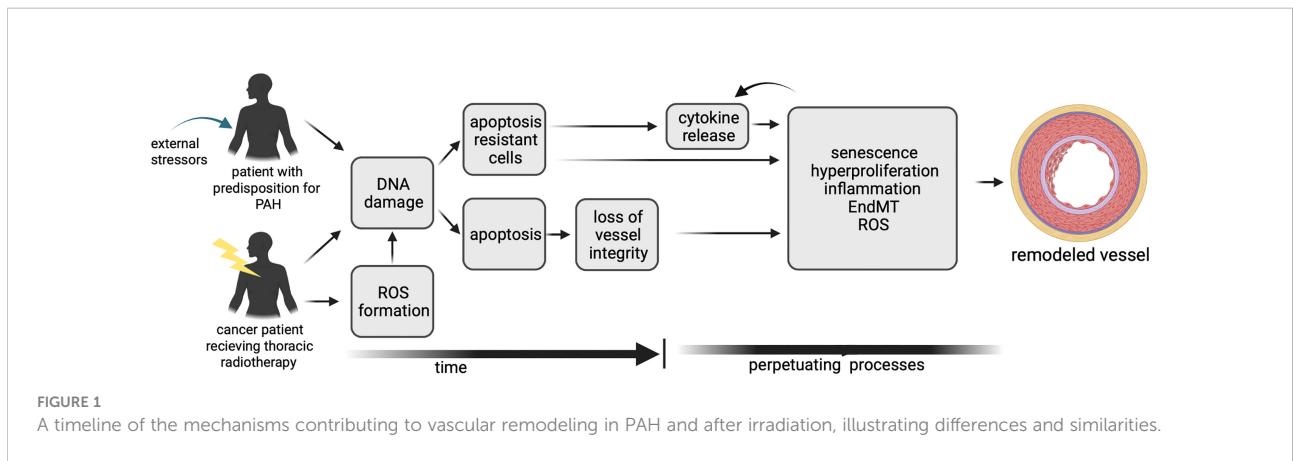 external
stressors
patient with
predisposition for
PAH
cancer patient
recieving thoracic
radiotherapy
DNA
damage
ROS
formation
apoptosis
resistant
cells
apoptosis
loss of
vessel
integrity
cytokine
release
senescence
hyperproliferation
inflammation
EndMT
ROS
remodeled vessel
time
perpetuating processes
FIGURE 1
A timeline of the mechanisms contributing to vascular remodeling in PAH and after irradiation, illustrating differences and similarities.